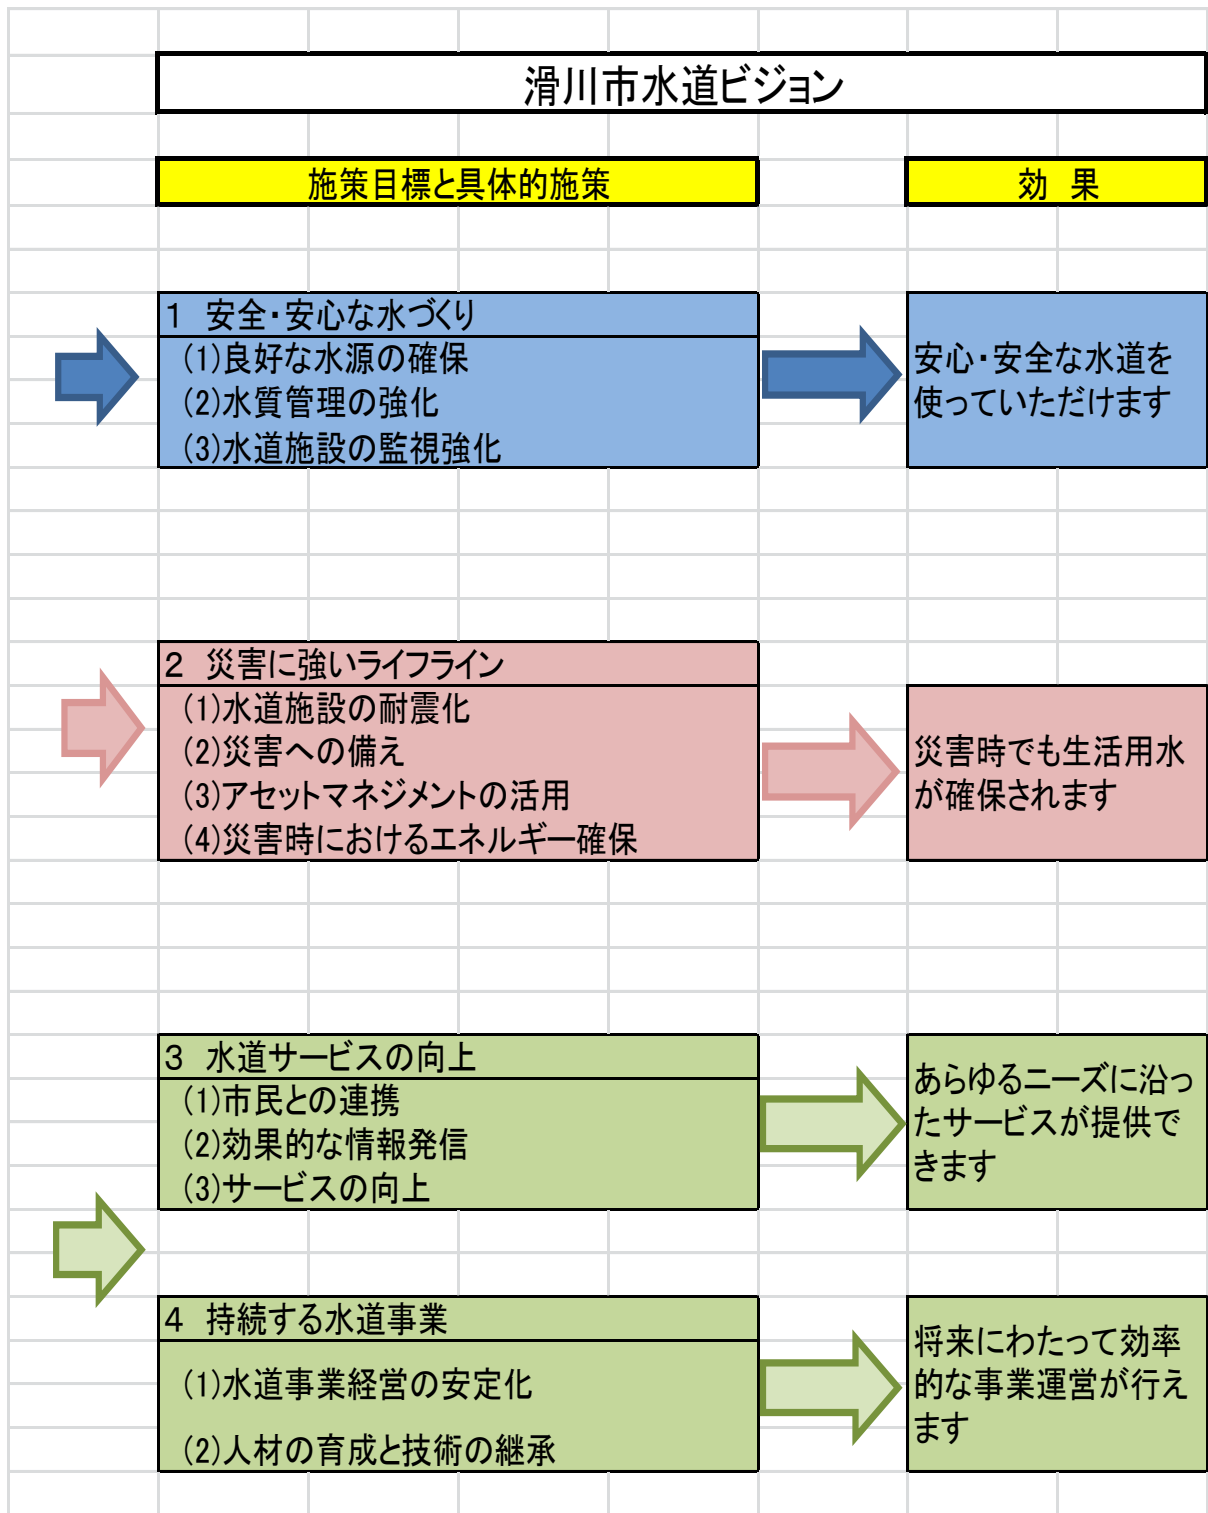 滑川市水道ビジョン
施策目標と具体的施策
効　果
1　安全・安心な水づくり
(1)良好な水源の確保
(2)水質管理の強化
(3)水道施設の監視強化
安心・安全な水道を
使っていただけます
2　災害に強いライフライン
(1)水道施設の耐震化
(2)災害への備え
(3)アセットマネジメントの活用
(4)災害時におけるエネルギー確保
災害時でも生活用水
が確保されます
3　水道サービスの向上
(1)市民との連携
(2)効果的な情報発信
(3)サービスの向上
あらゆるニーズに沿っ
たサービスが提供で
きます
4　持続する水道事業
(1)水道事業経営の安定化
(2)人材の育成と技術の継承
将来にわたって効率
的な事業運営が行え
ます